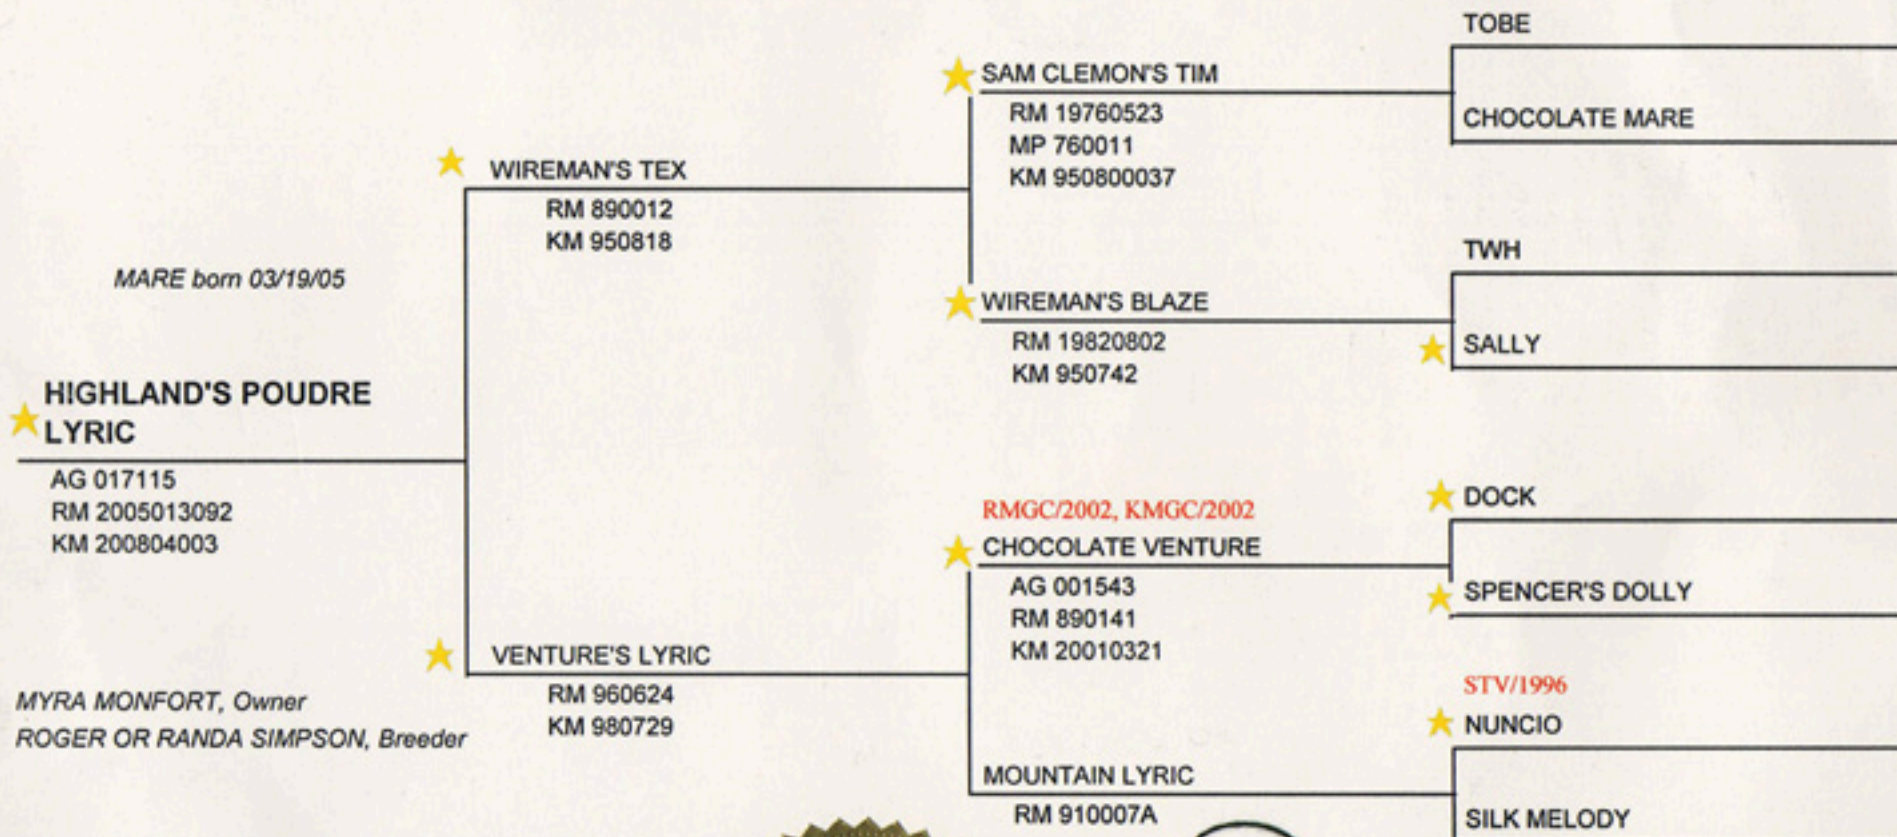 TOBE
SAM CLEMON'S TIM
RM 19760523
MP 760011
KM 950800037
CHOCOLATE MARE
WIREMAN'S TEX
RM 890012
KM 950818
TWH
MARE born 03/19/05
WIREMAN'S BLAZE
RM 19820802
KM 950742
SALLY
HIGHLAND'S POUDRE
LYRIC
AG 017115
RM 2005013092
KM 200804003
DOCK
RMGC/2002, KMGC/2002
CHOCOLATE VENTURE
AG 001543
RM 890141
KM 20010321
SPENCER'S DOLLY
VENTURE'S LYRIC
RM 960624
KM 980729
STV/1996
NUNCIO
MYRA MONFORT, Owner
ROGER OR RANDA SIMPSON, Breeder
MOUNTAIN LYRIC
RM 910007A
SILK MELODY